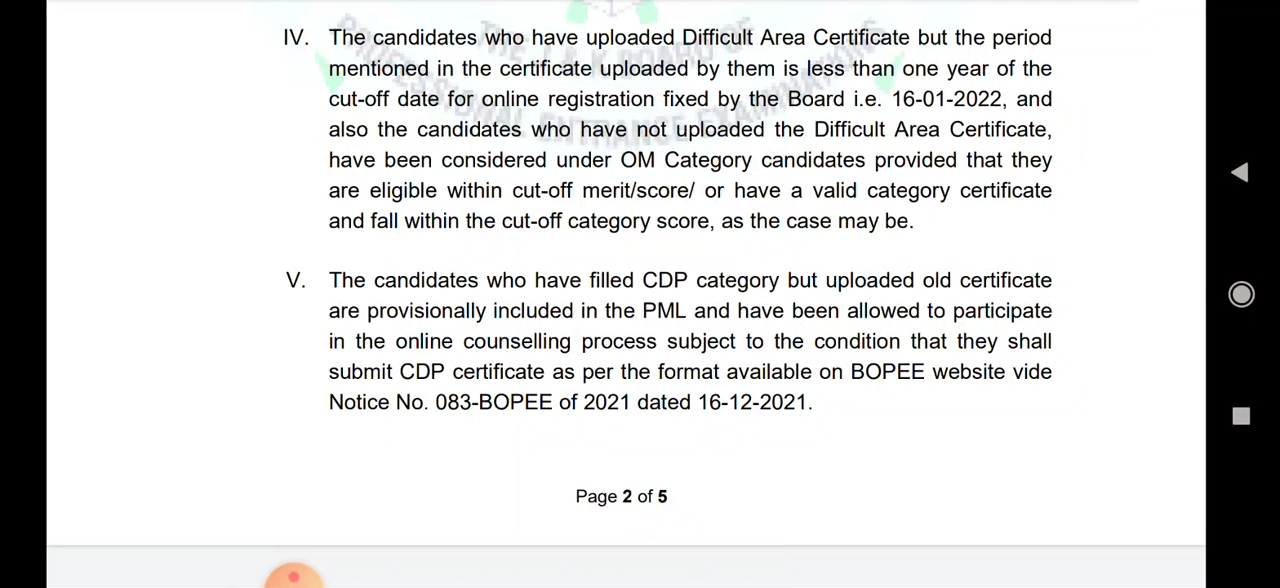 IV. The candidates who have uploaded Difficult Area Certificate but the period
mentioned in the certificate uploaded by them is less than one year of the
cut-off date for online registration fixed by the Board i.e. 16-01-2022, and
also the candidates who have not uploaded the Difficult Area Certificate,
have been considered under OM Category candidates provided that they
are eligible within cut-off merit/score/ or have a valid category certificate
and fall within the cut-off category score, as the case may be.
V. The candidates who have filled CDP category but uploaded old certificate
are provisionally included in the PML and have been allowed to participate
in the online counselling process subject to the condition that they shall
submit CDP certificate as per the format available on BOPEE website vide
Notice No. 083-BOPEE of 2021 dated 16-12-2021.
Page 2 of 5
THE J&K BOARD OF
PROFESSIONAL ENTRANCE EXAMINATIONS